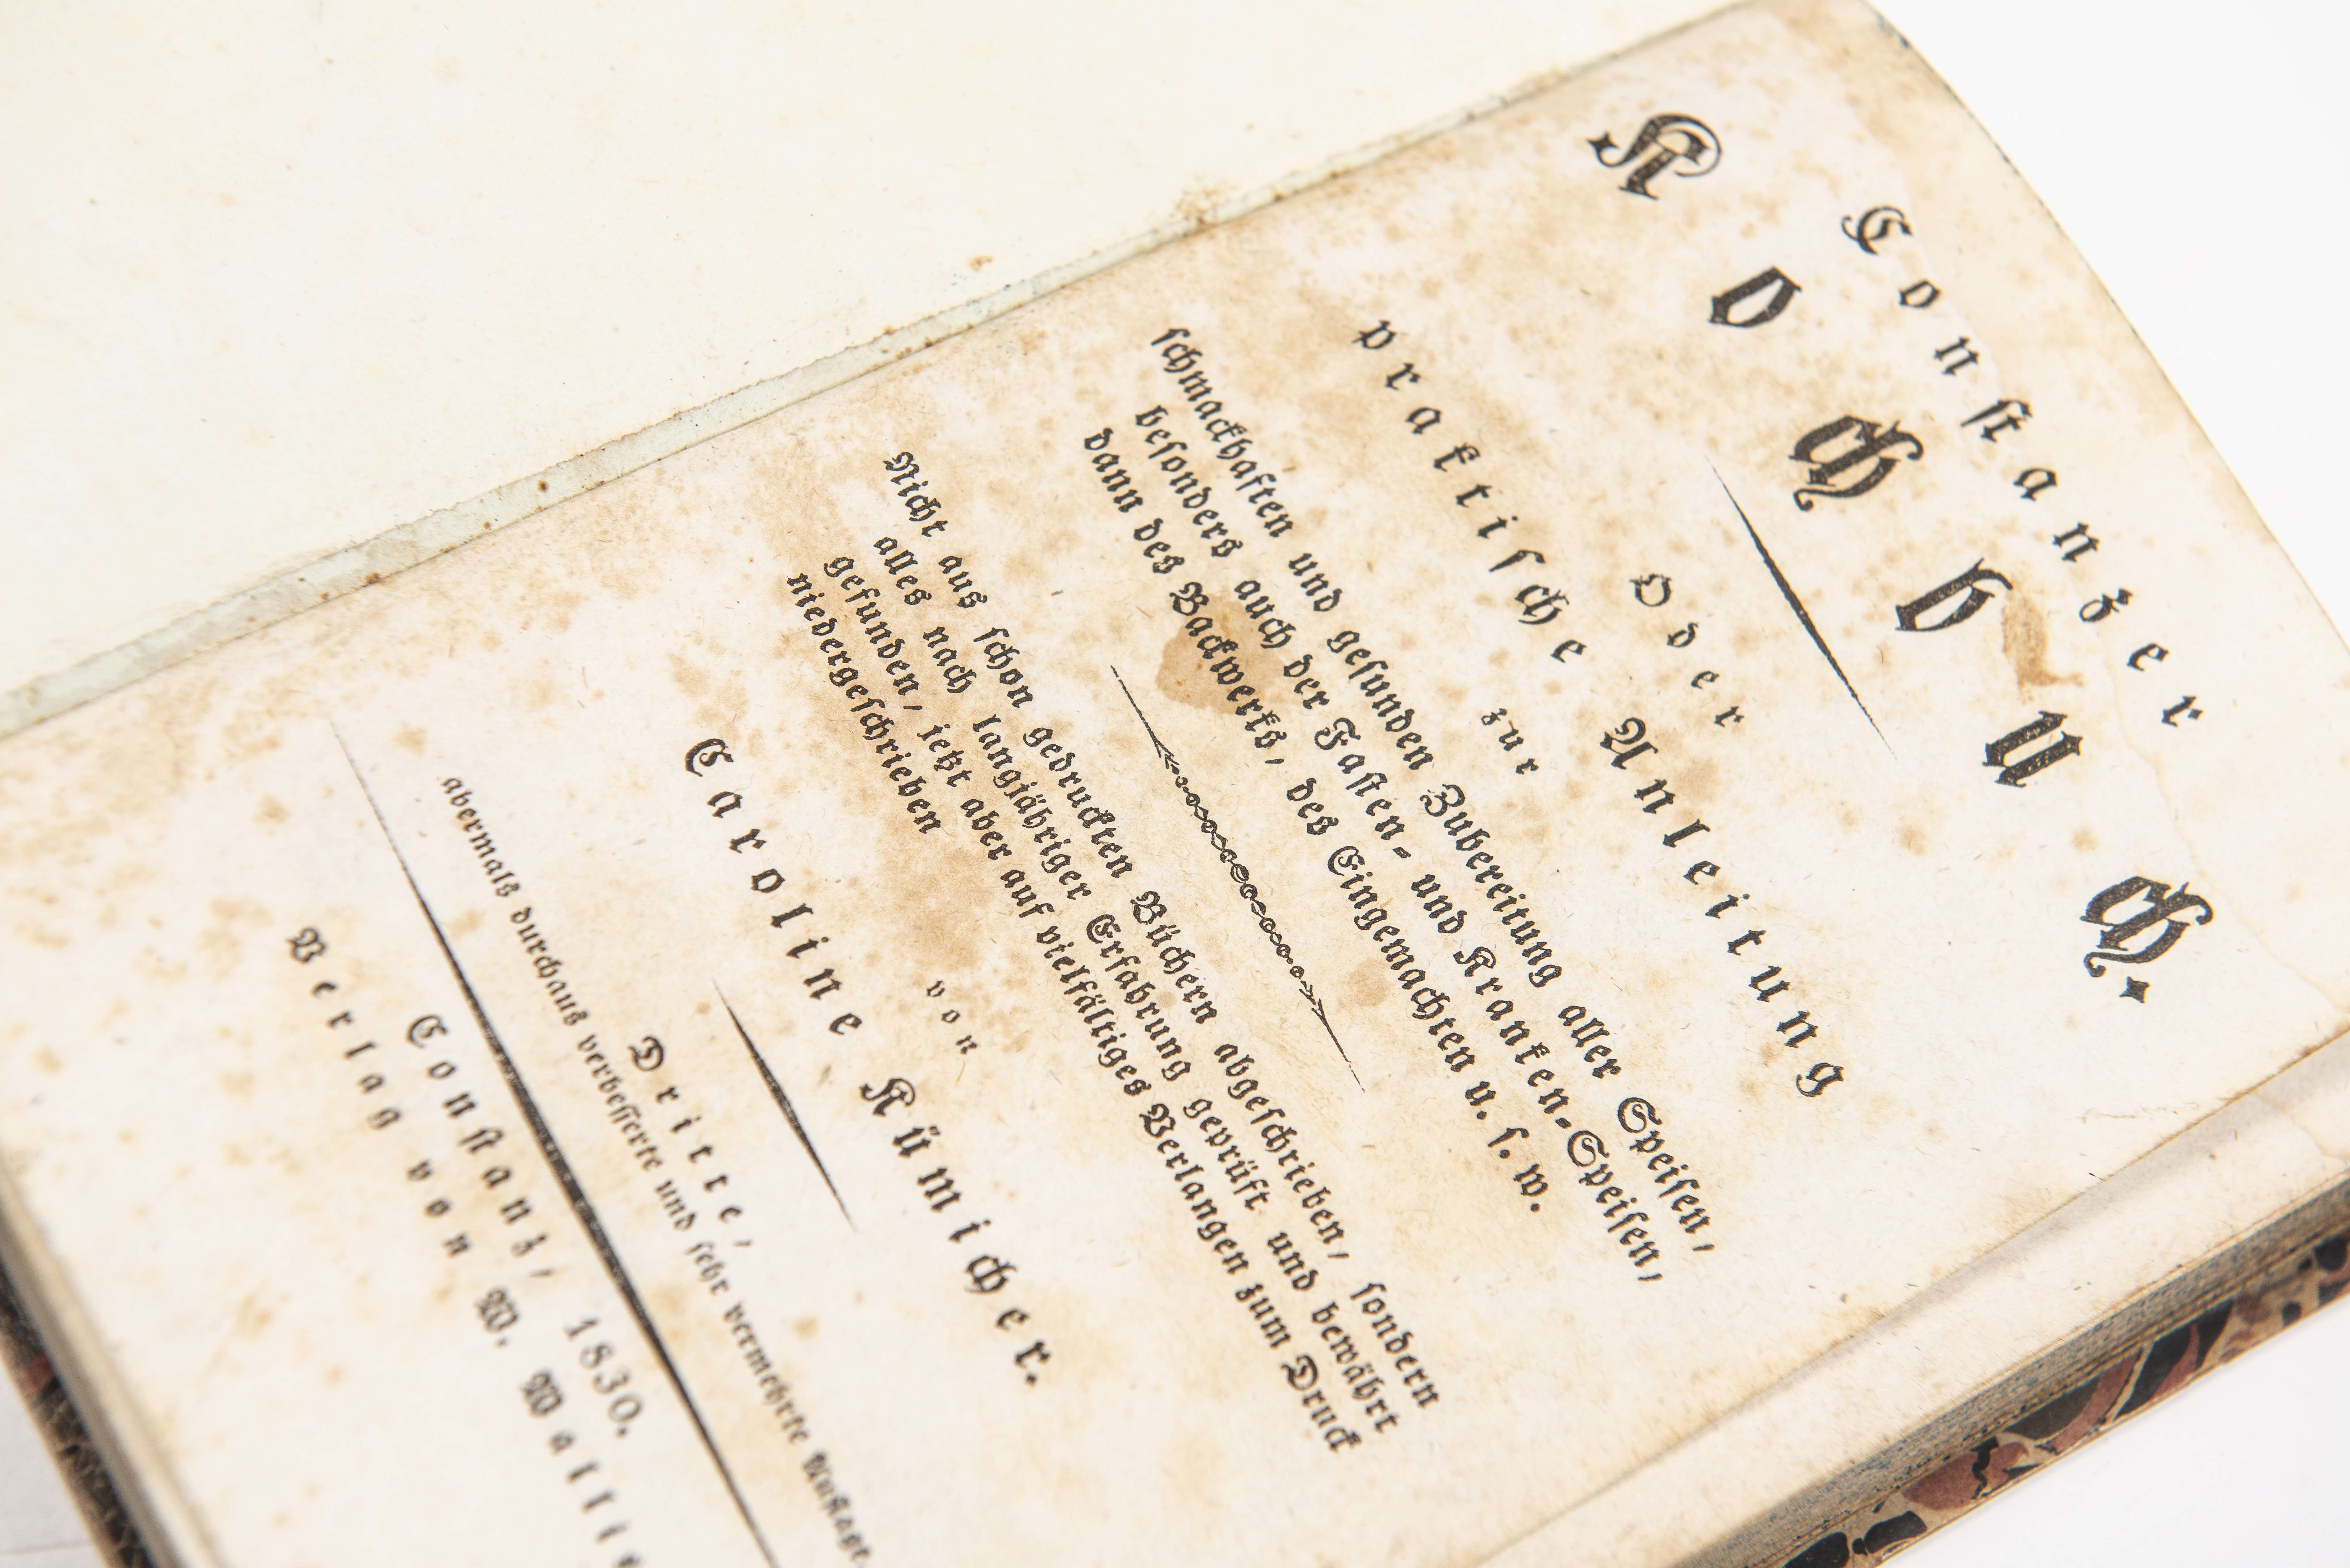 Conſtanzer
Kochbuch.
Oder
praktiſche Anleitung
zur
ſchmackhaften und geſunden Zubereitung aller Speiſen,
beſonders auch der Faſten- und Kranken-Speiſen,
dann des Backwerks, des Eingemachten u. ſ. w.
Nicht aus ſchon gedruckten Büchern abgeſchrieben, ſondern
alles nach langjähriger Erfahrung geprüft und bewährt
gefunden, jetzt aber auf vielfältiges Verlangen zum Druck
niedergeſchrieben
von
Caroline Kümicher.
Dritte,
abermals durchaus verbeſſerte und ſehr vermehrte Auflage.
Conſtanz, 1830.
Verlag von W.